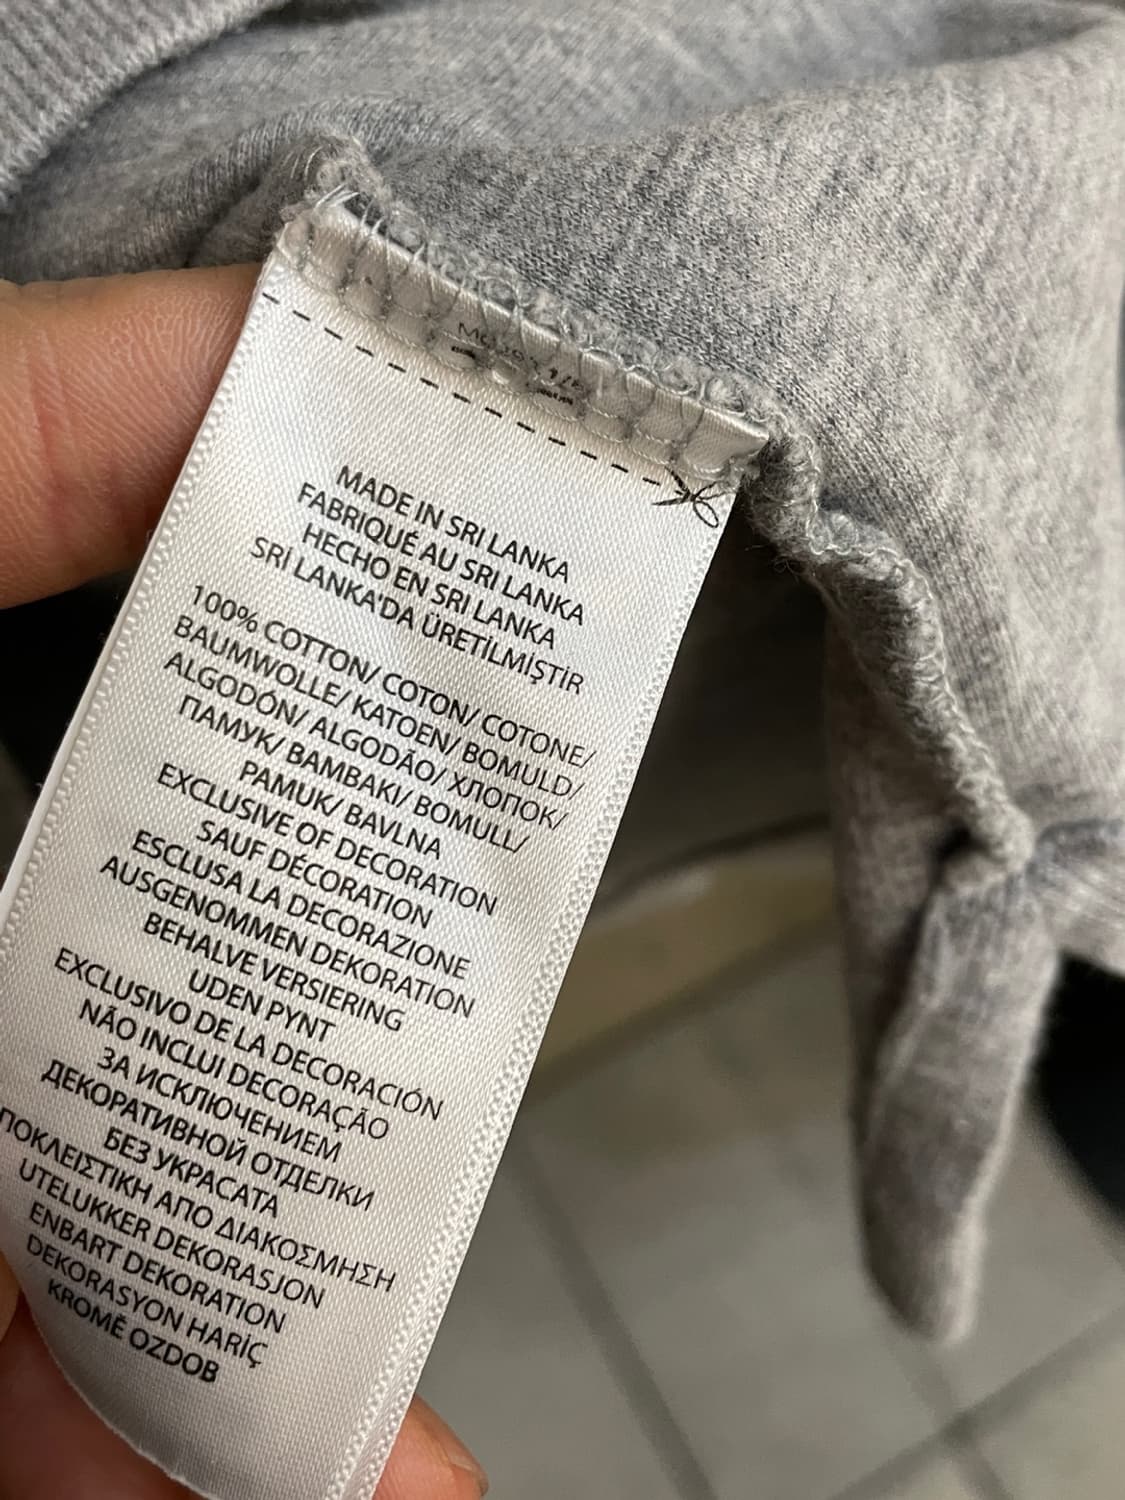 MADE IN SRI LANKA
FABRIQUÉ AU SRI LANKA
HECHO EN SRI LANKA
SRİ LANKA'DA ÜRETİLMİŞTİR
100% COTTON/ COTON/ COTONE/
BAUMWOLLE/ KATOEN/ BOMULD/
ALGODÓN/ ALGODÃO/ ХЛОПОК/
ПАМУК/ ΒΑΜΒΑΚΙ/ BOMULL/
PAMUK/ BAVLNA
EXCLUSIVE OF DECORATION
SAUF DÉCORATION
ESCLUSA LA DECORAZIONE
AUSGENOMMEN DEKORATION
BEHALVE VERSIERING
UDEN PYNT
EXCLUSIVO DE LA DECORACIÓN
NÃO INCLUI DECORAÇÃO
ЗА ИСКЛЮЧЕНИЕМ
ДЕКОРАТИВНОЙ ОТДЕЛКИ
БЕЗ УКРАСАТА
ΠΟΚΛΕΙΣΤΙΚΗ ΑΠΟ ΔΙΑΚΟΣΜΗΣΗ
UTELUKKER DEKORASJON
ENBART DEKORATION
DEKORASYON HARİÇ
KROMĚ OZDOB